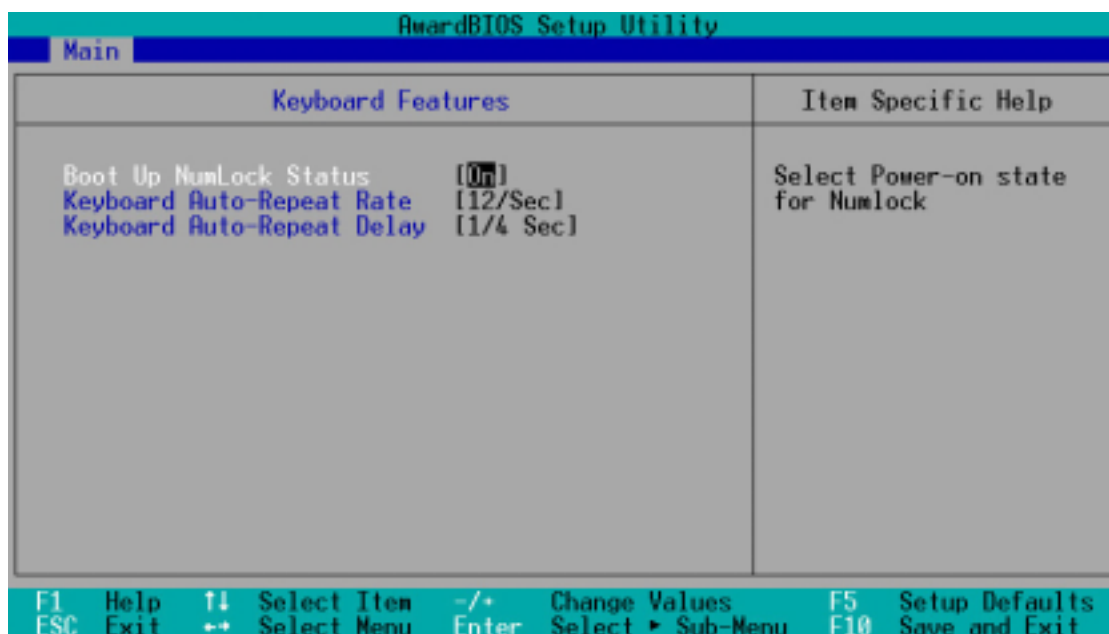 AwardBIOS Setup Utility
Main
Keyboard Features
Item Specific Help
Boot Up NumLock Status [On]
Keyboard Auto-Repeat Rate [12/Sec]
Keyboard Auto-Repeat Delay [1/4 Sec]
Select Power-on state
for Numlock
F1 Help ↑↓ Select Item -/+ Change Values F5 Setup Defaults
ESC Exit ←→ Select Menu Enter Select ► Sub-Menu F10 Save and Exit